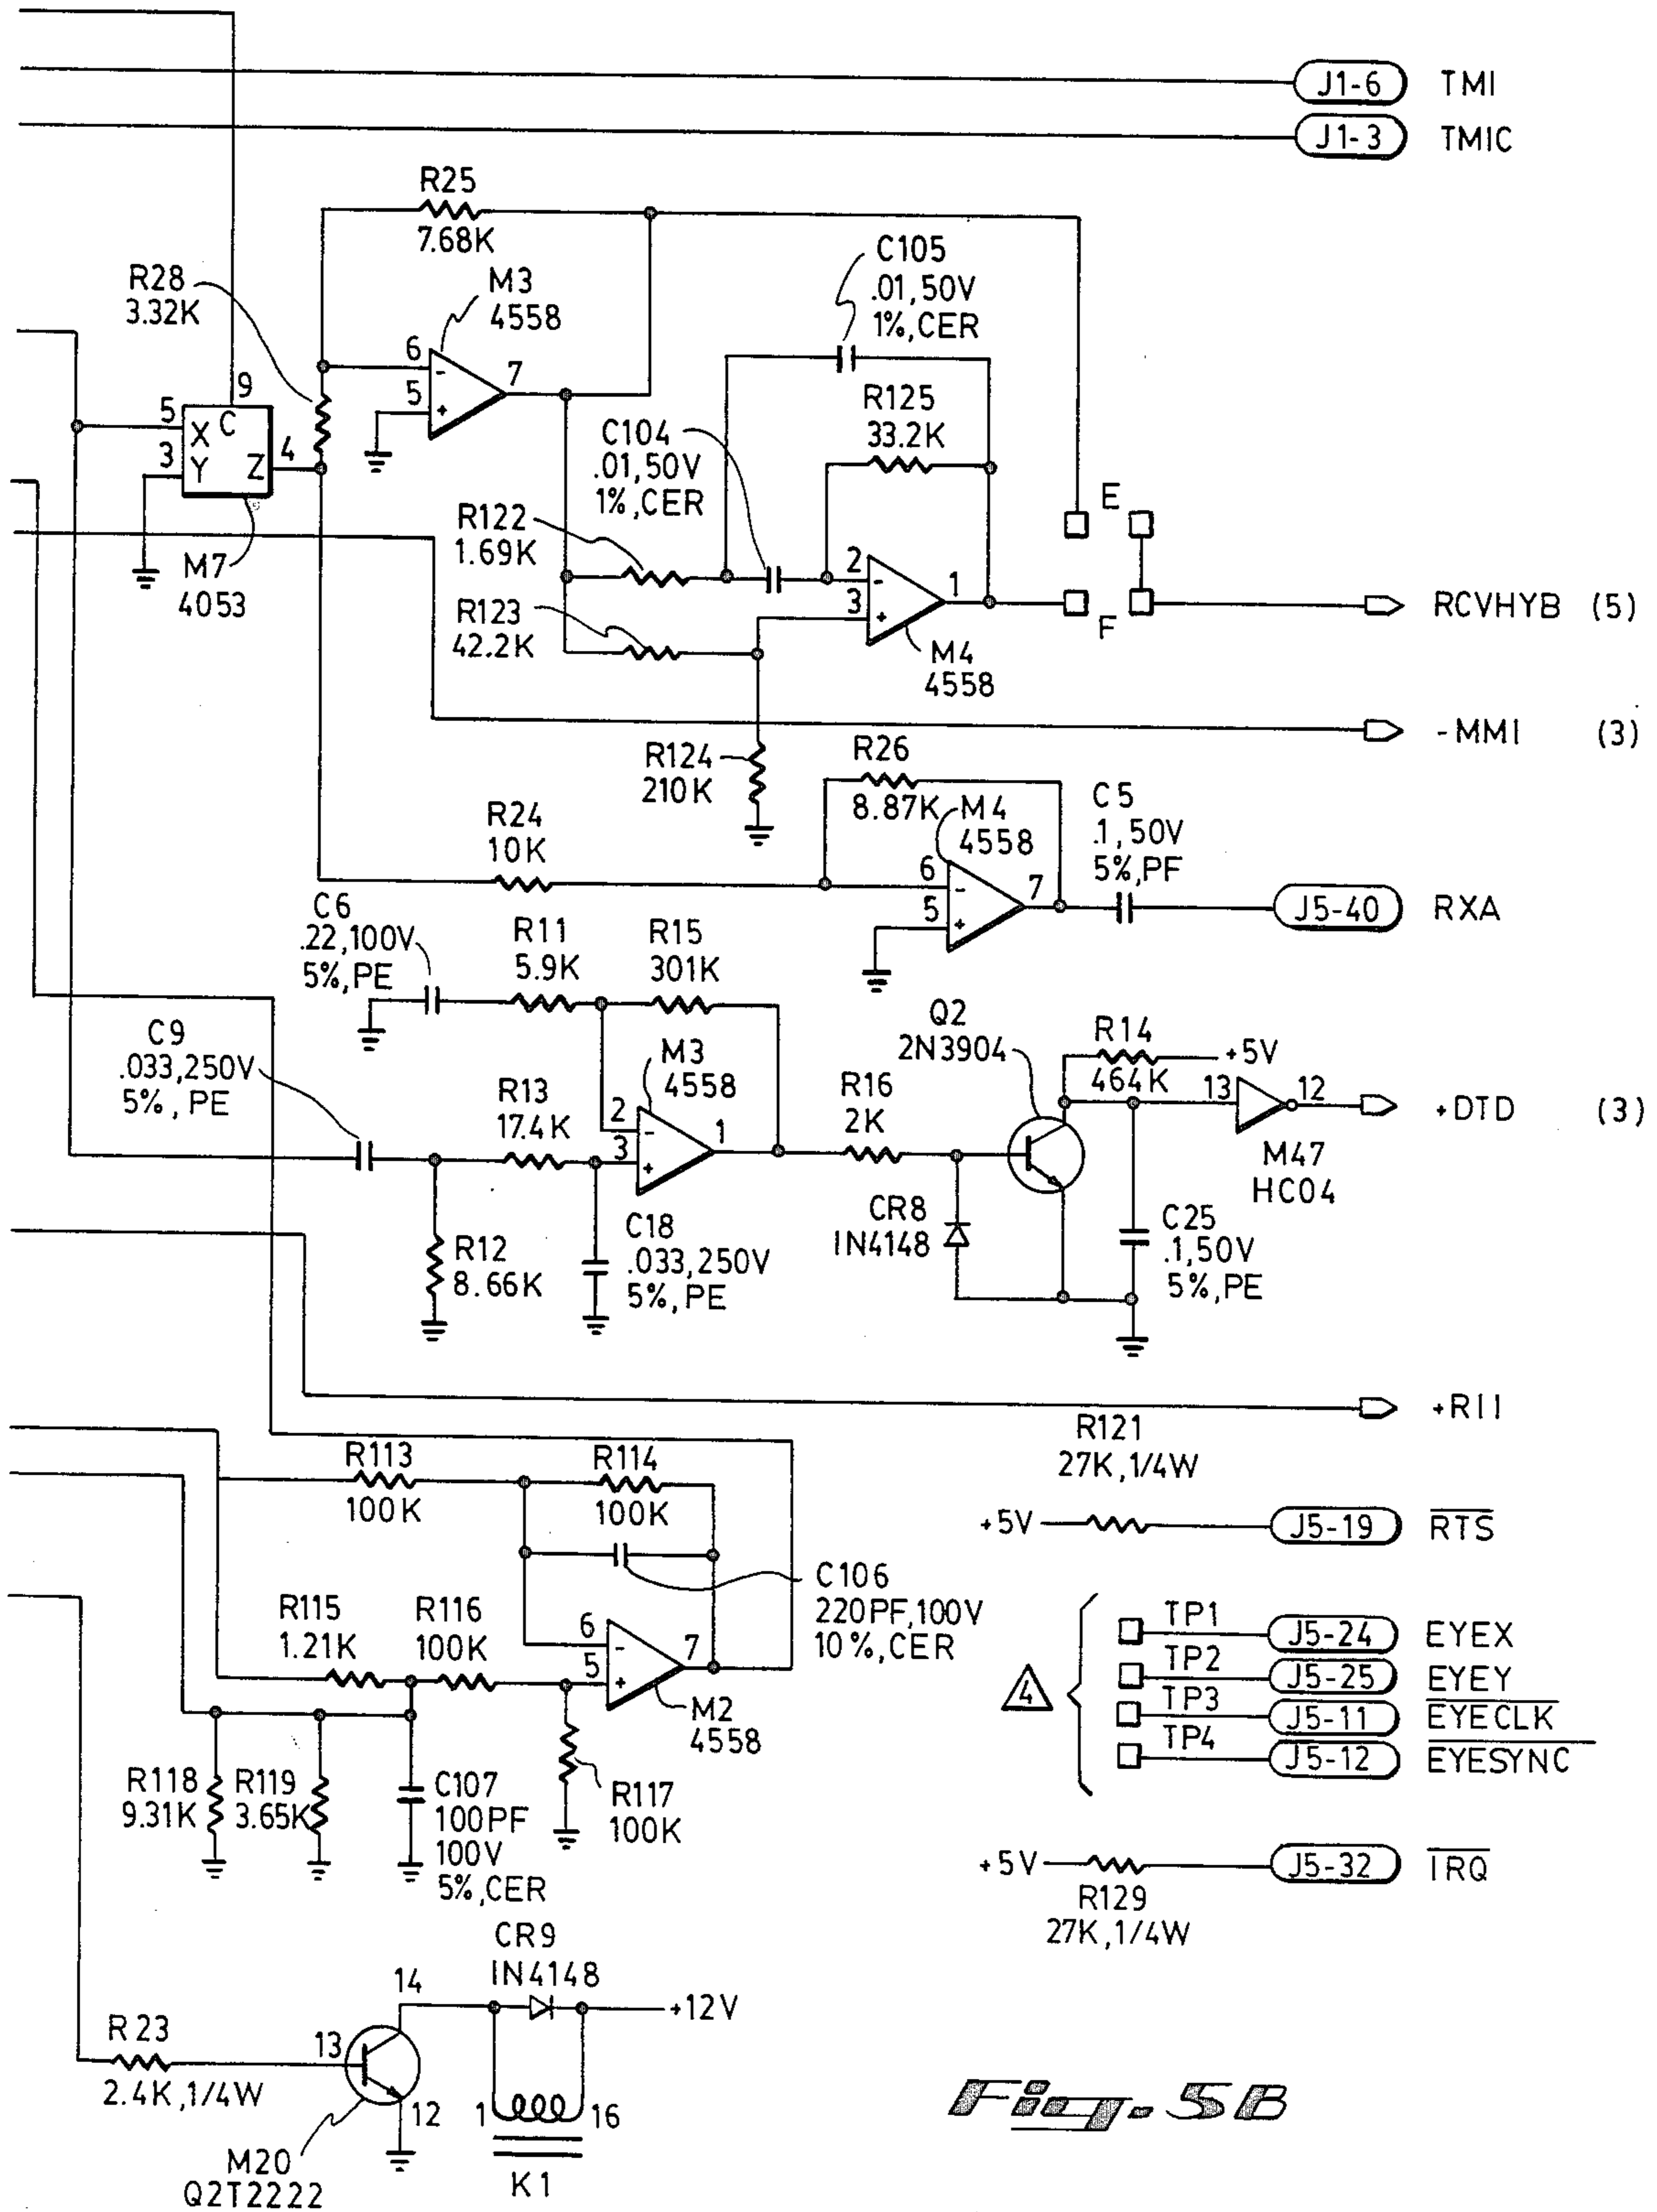 J1-6 TMI
J1-3 TMIC
R25
7.68K
R28
3.32K
M3
4558
6
-
5
+
7
C105
.01,50V
1%,CER
9
5
X C
3
Y
Z
4
M7
4053
C104
.01,50V
1%,CER
R125
33.2K
R122
1.69K
R123
42.2K
2
-
3
+
1
M4
4558
E
F
RCVHYB (5)
-MMI (3)
R124
210K
R26
8.87K
M4
4558
R24
10K
6
-
5
+
7
C5
.1,50V
5%,PF
J5-40 RXA
C6
.22,100V
5%,PE
R11
5.9K
R15
301K
C9
.033,250V
5%, PE
R13
17.4K
M3
4558
2
-
3
+
1
R16
2K
Q2
2N3904
R14
464K
+5V
13
12
+DTD (3)
M47
HC04
R12
8.66K
C18
.033,250V
5%,PE
CR8
IN4148
C25
.1,50V
5%,PE
+RII
R113
100K
R114
100K
R121
27K,1/4W
+5V
J5-19 RTS
C106
220PF,100V
10%,CER
R115
1.21K
R116
100K
6
-
5
+
7
M2
4558
4
TP1 J5-24 EYEX
TP2 J5-25 EYEY
TP3 J5-11 EYECLK
TP4 J5-12 EYESYNC
R118
9.31K
R119
3.65K
C107
100PF
100V
5%,CER
R117
100K
+5V
J5-32 IRQ
R129
27K,1/4W
CR9
IN4148
+12V
R23
2.4K,1/4W
14
13
12
M20
Q2T2222
1
16
K1
Fig. 5B